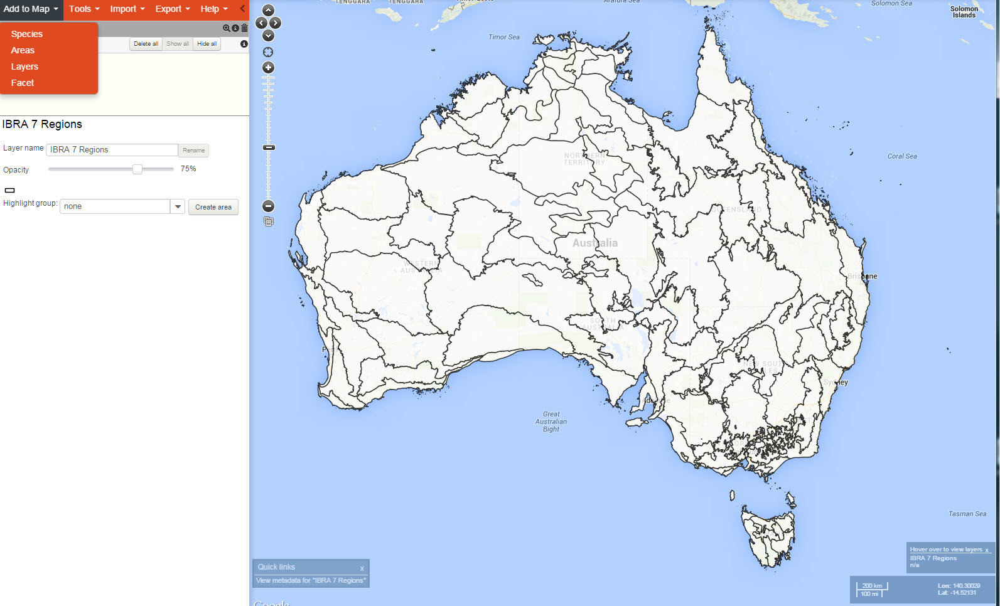 Add to Map Tools Import Export Help
Species
Areas
Layers
Facet
Delete all Show all Hide all
IBRA 7 Regions
Layer name IBRA 7 Regions Rename
Opacity 75%
Highlight group: none Create area
TENGGARA TENGGARA
Arafura Sea
Solomon Sea
Solomon
Islands
Timor Sea
Coral Sea
NORTHERN
TERRITORY
QUEENSLAND
Australia
WESTERN
AUSTRALIA
Brisbane
SOUTH
AUSTRALIA
Perth
NEW SOUTH
WALES
Sydney
Adelaide
Great
Australian
Bight
Tasman Sea
Quick links x
View metadata for "IBRA 7 Regions"
Google
Hover over to view layers x
IBRA 7 Regions
n/a
200 km
100 mi
Lon: 140.30029
Lat: -14.52131